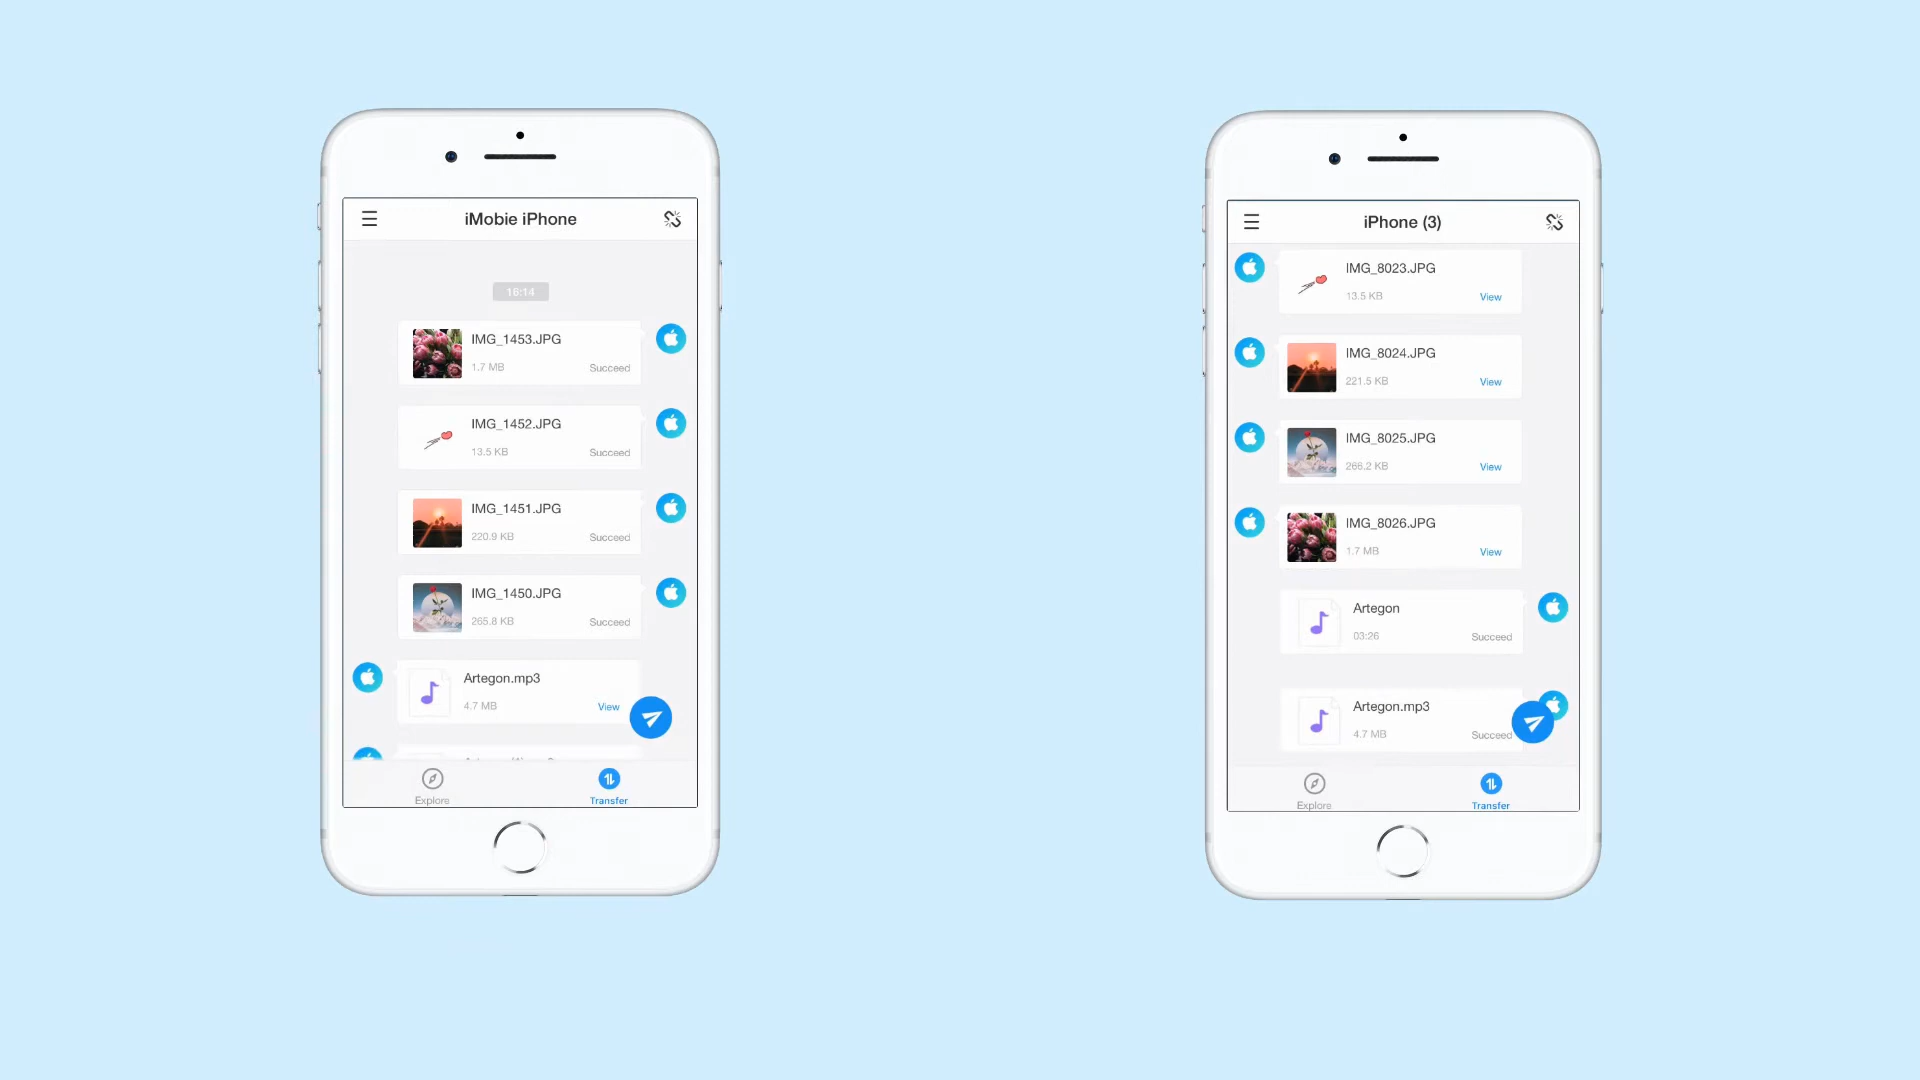 iMobie iPhone
16:14
IMG_1453.JPG
1.7 MB
Succeed
IMG_1452.JPG
13.5 KB
Succeed
IMG_1451.JPG
220.9 KB
Succeed
IMG_1450.JPG
265.8 KB
Succeed
Artegon.mp3
4.7 MB
View
Explore
Transfer
iPhone (3)
IMG_8023.JPG
13.5 KB
View
IMG_8024.JPG
221.5 KB
View
IMG_8025.JPG
266.2 KB
View
IMG_8026.JPG
1.7 MB
View
Artegon
03:26
Succeed
Artegon.mp3
4.7 MB
Succeed
Explore
Transfer